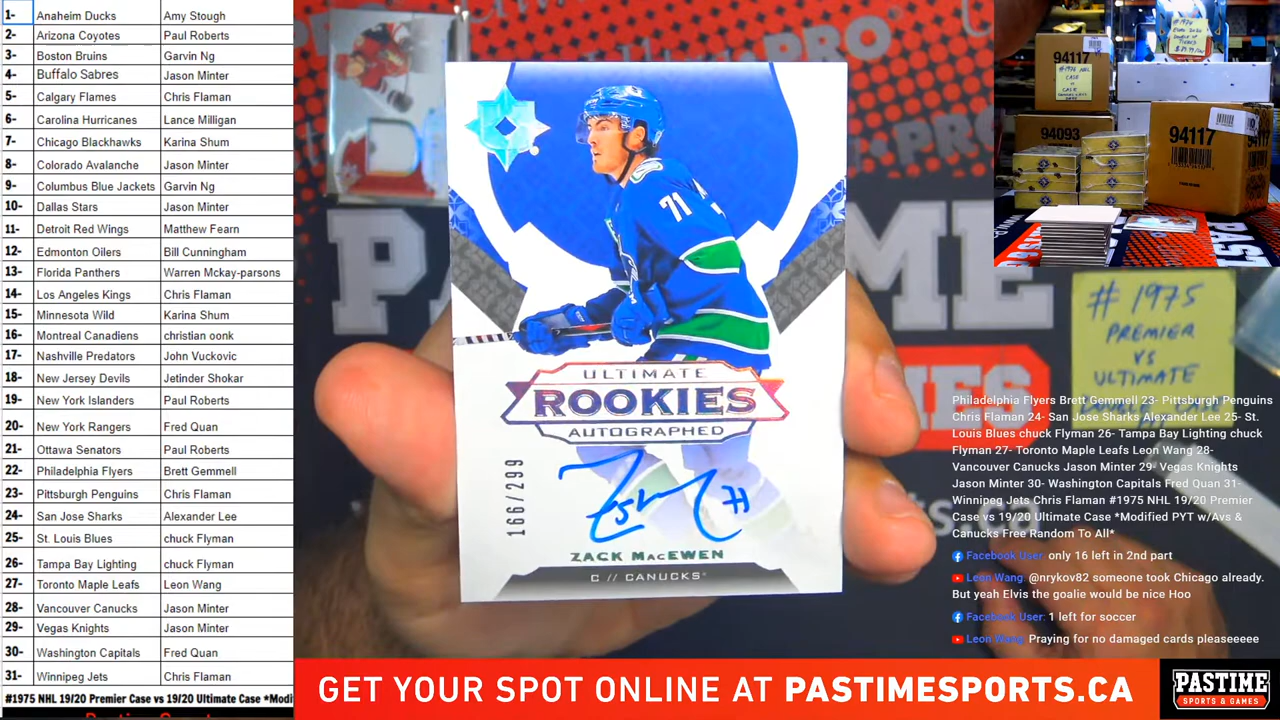 1- Anaheim Ducks Amy Stough
2- Arizona Coyotes Paul Roberts
3- Boston Bruins Garvin Ng
4- Buffalo Sabres Jason Minter
5- Calgary Flames Chris Flaman
6- Carolina Hurricanes Lance Milligan
7- Chicago Blackhawks Karina Shum
8- Colorado Avalanche Jason Minter
9- Columbus Blue Jackets Garvin Ng
10- Dallas Stars Jason Minter
11- Detroit Red Wings Matthew Fearn
12- Edmonton Oilers Bill Cunningham
13- Florida Panthers Warren Mckay-parsons
14- Los Angeles Kings Chris Flaman
15- Minnesota Wild Karina Shum
16- Montreal Canadiens christian oonk
17- Nashville Predators John Vuckovic
18- New Jersey Devils Jetinder Shokar
19- New York Islanders Paul Roberts
20- New York Rangers Fred Quan
21- Ottawa Senators Paul Roberts
22- Philadelphia Flyers Brett Gemmell
23- Pittsburgh Penguins Chris Flaman
24- San Jose Sharks Alexander Lee
25- St. Louis Blues chuck Flyman
26- Tampa Bay Lighting chuck Flyman
27- Toronto Maple Leafs Leon Wang
28- Vancouver Canucks Jason Minter
29- Vegas Knights Jason Minter
30- Washington Capitals Fred Quan
31- Winnipeg Jets Chris Flaman
#1975 NHL 19/20 Premier Case vs 19/20 Ultimate Case *Modi
71
ULTIMATE
ROOKIES
AUTOGRAPHED
166/299
71
ZACK MACEWEN
C // CANUCKS
94117
94093
94117
# 1975
PREMIER
VS
ULTIMATE
Philadelphia Flyers Brett Gemmell 23- Pittsburgh Penguins
Chris Flaman 24- San Jose Sharks Alexander Lee 25- St.
Louis Blues chuck Flyman 26- Tampa Bay Lighting chuck
Flyman 27- Toronto Maple Leafs Leon Wang 28-
Vancouver Canucks Jason Minter 29- Vegas Knights
Jason Minter 30- Washington Capitals Fred Quan 31-
Winnipeg Jets Chris Flaman #1975 NHL 19/20 Premier
Case vs 19/20 Ultimate Case *Modified PYT w/Avs &
Canucks Free Random To All*
Facebook User: only 16 left in 2nd part
Leon Wang: @nrykov82 someone took Chicago already.
But yeah Elvis the goalie would be nice Hoo
Facebook User: 1 left for soccer
Leon Wang: Praying for no damaged cards pleaseeeee
GET YOUR SPOT ONLINE AT PASTIMESPORTS.CA
PASTIME
SPORTS & GAMES